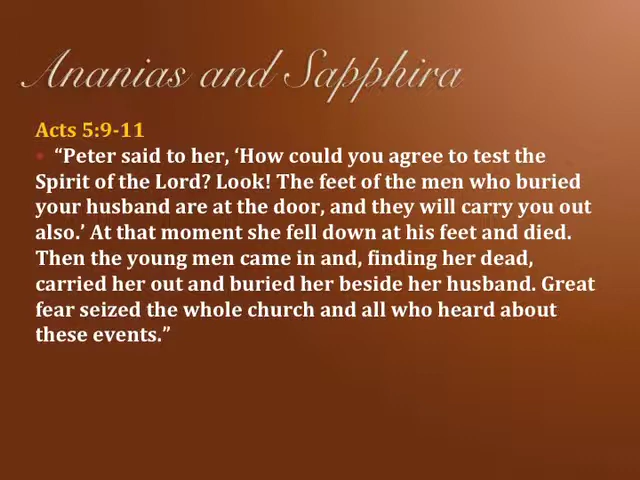 Ananias and Sapphira
Acts 5:9-11
• “Peter said to her, ‘How could you agree to test the
Spirit of the Lord? Look! The feet of the men who buried
your husband are at the door, and they will carry you out
also.’ At that moment she fell down at his feet and died.
Then the young men came in and, finding her dead,
carried her out and buried her beside her husband. Great
fear seized the whole church and all who heard about
these events.”